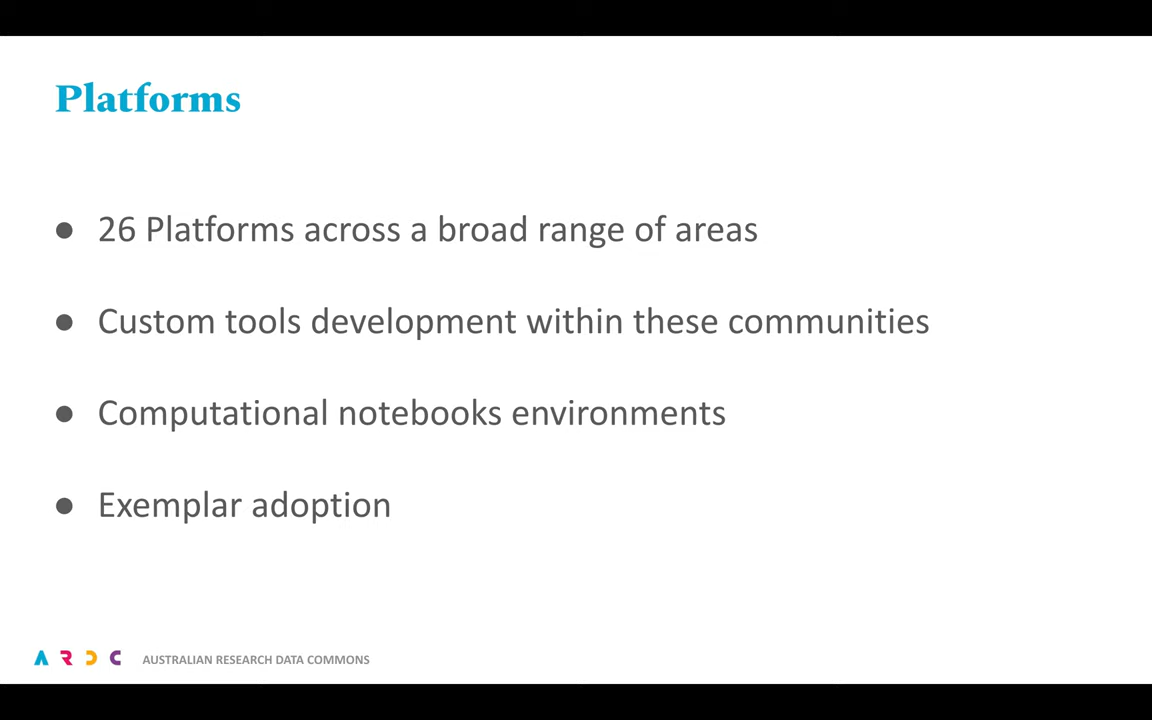 Platforms
● 26 Platforms across a broad range of areas
● Custom tools development within these communities
● Computational notebooks environments
● Exemplar adoption
ARDC AUSTRALIAN RESEARCH DATA COMMONS